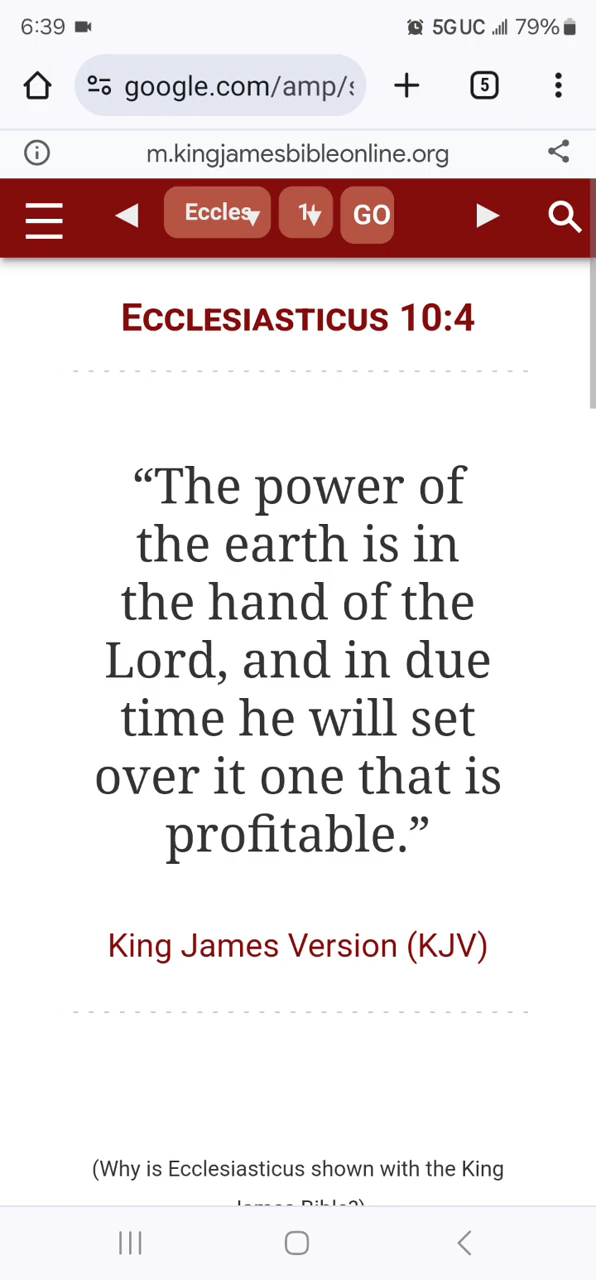 6:39 5G UC 79%
google.com/amp/s
5
m.kingjamesbibleonline.org
Eccles GO
ECCLESIASTICUS 10:4
“The power of
the earth is in
the hand of the
Lord, and in due
time he will set
over it one that is
profitable.”
King James Version (KJV)
(Why is Ecclesiasticus shown with the King